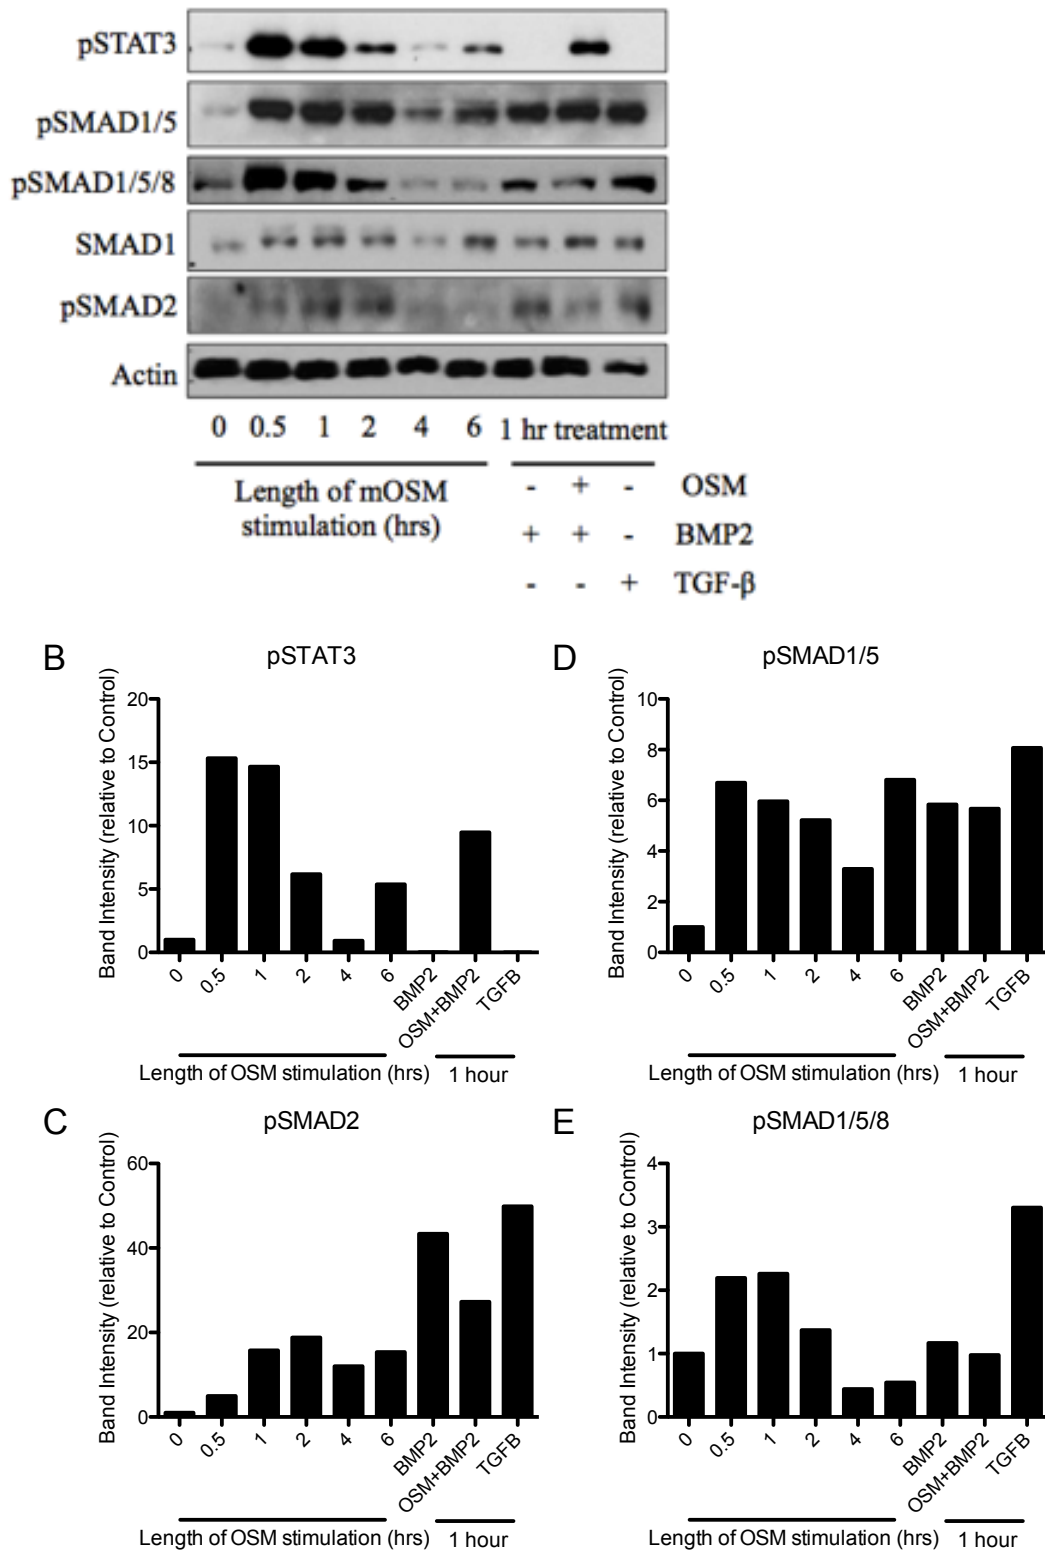 pSTAT3
pSMAD1/5
pSMAD1/5/8
SMAD1
pSMAD2
Actin
0 0.5 1 2 4 6 1 hr treatment
Length of mOSM
stimulation (hrs)
- + - OSM
+ + - BMP2
- - + TGF-β
B
pSTAT3
Band Intensity (relative to Control)
20
15
10
5
0
0 0.5 1 2 4 6 BMP2 OSM+BMP2 TGFB
Length of OSM stimulation (hrs) 1 hour
D
pSMAD1/5
Band Intensity (relative to Control)
10
8
6
4
2
0
0 0.5 1 2 4 6 BMP2 OSM+BMP2 TGFB
Length of OSM stimulation (hrs) 1 hour
C
pSMAD2
Band Intensity (relative to Control)
60
40
20
0
0 0.5 1 2 4 6 BMP2 OSM+BMP2 TGFB
Length of OSM stimulation (hrs) 1 hour
E
pSMAD1/5/8
Band Intensity (relative to Control)
4
3
2
1
0
0 0.5 1 2 4 6 BMP2 OSM+BMP2 TGFB
Length of OSM stimulation (hrs) 1 hour